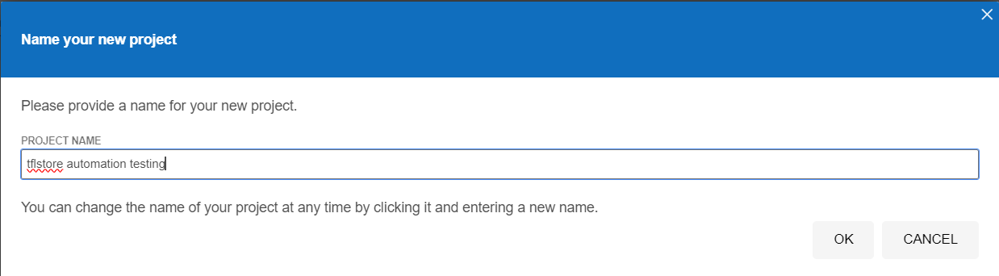 Name your new project
Please provide a name for your new project.
PROJECT NAME
tflstore automation testing
You can change the name of your project at any time by clicking it and entering a new name.
OK CANCEL